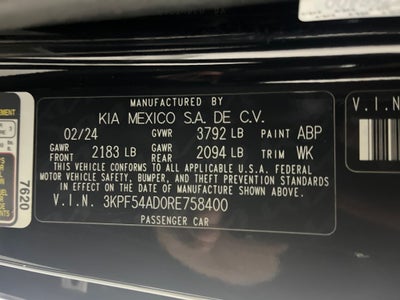 MANUFACTURED BY
KIA MEXICO S.A. DE C.V.
02/24 GVWR 3792 LB PAINT ABP
GAWR FRONT 2183 LB GAWR REAR 2094 LB TRIM WK
THIS VEHICLE CONFORMS TO ALL APPLICABLE U.S.A. FEDERAL
MOTOR VEHICLE SAFETY, BUMPER, AND THEFT PREVENTION STANDARDS
IN EFFECT ON THE DATE OF MANUFACTURE SHOWN ABOVE.
V.I.N. 3KPF54AD0RE758400
PASSENGER CAR
7620
V.I.N.